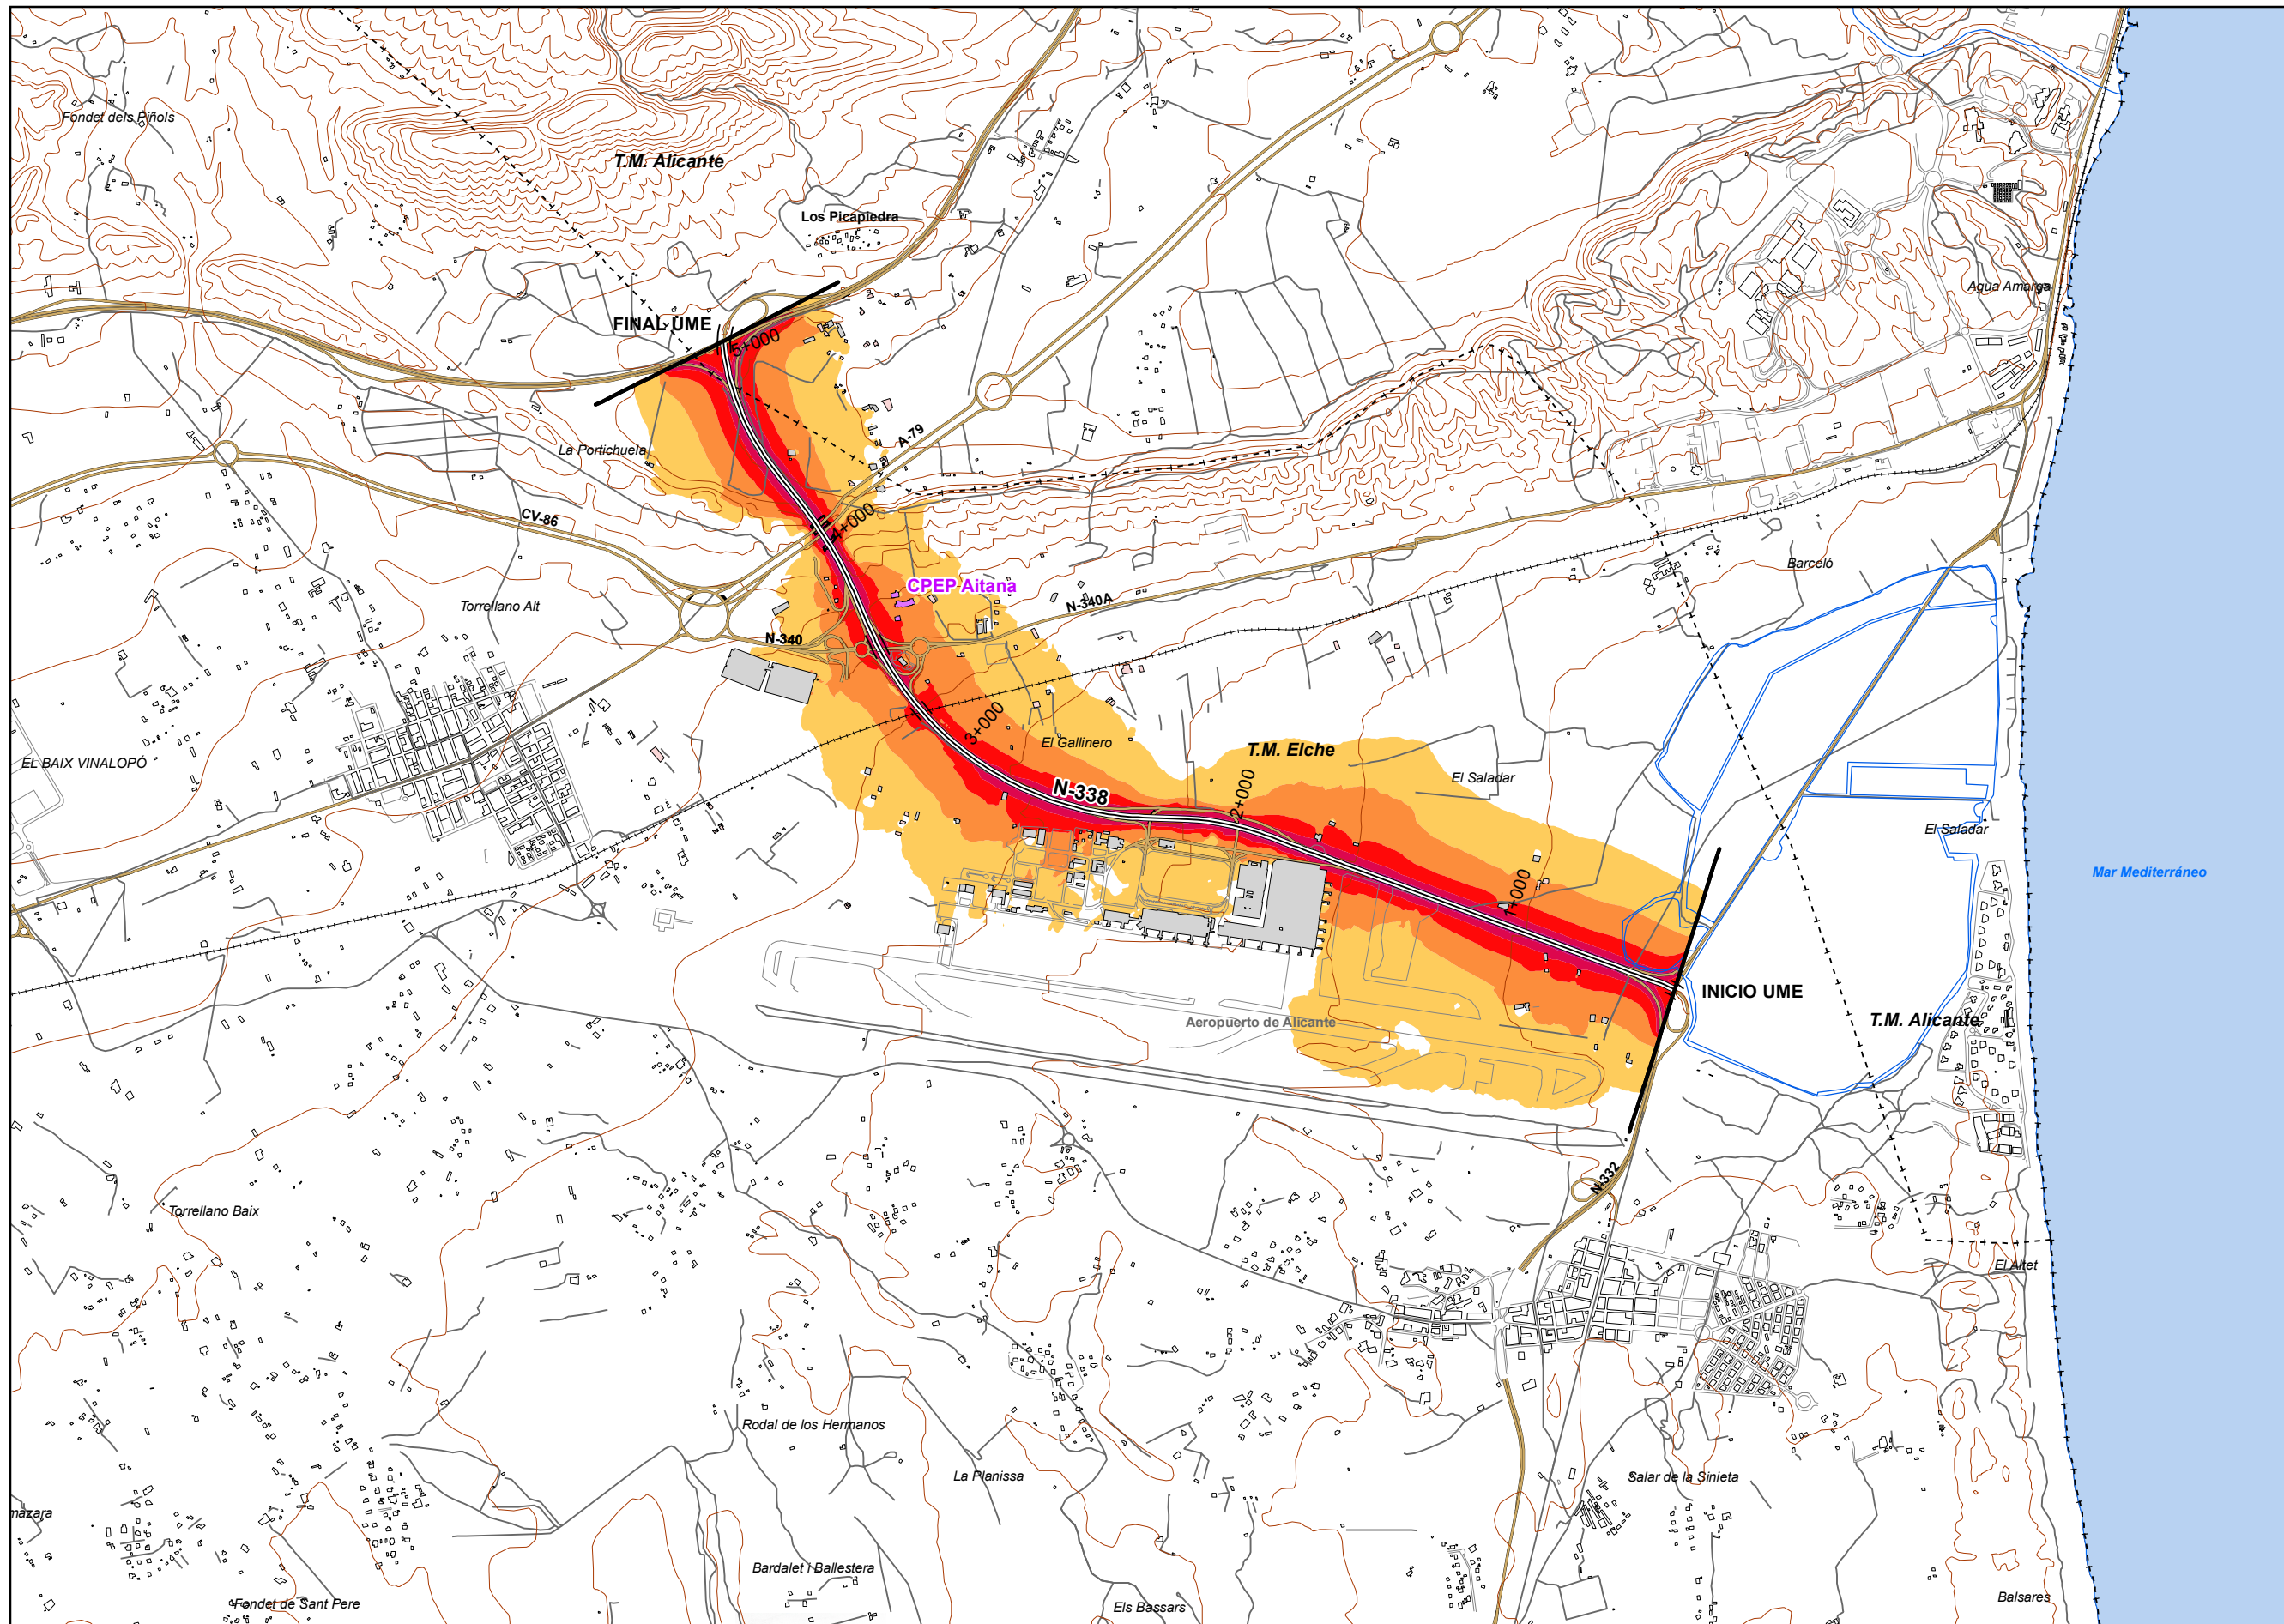 Fondet dels Piñols
T.M. Alicante
Los Picapiedra
Agua Amarga
FINAL UME
5+000
A-79
La Portichuela
4+000
CV-86
Barceló
CPEP Aitana
N-340A
Torrellano Alt
N-340
3+000
El Gallinero
T.M. Elche
EL BAIX VINALOPÓ
El Saladar
2+000
N-338
El Saladar
Mar Mediterráneo
1+000
INICIO UME
Aeropuerto de Alicante
T.M. Alicante
N-332
Torrellano Baix
El Altet
Rodal de los Hermanos
La Planissa
Salar de la Sinieta
mazara
Bardalet i Ballestera
Fondet de Sant Pere
Els Bassars
Balsares